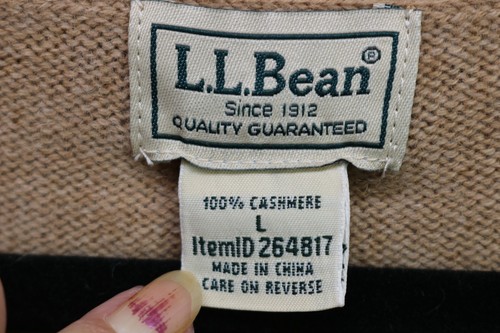 L.L.Bean®
Since 1912
QUALITY GUARANTEED
100% CASHMERE
L
ItemID 264817
MADE IN CHINA
CARE ON REVERSE